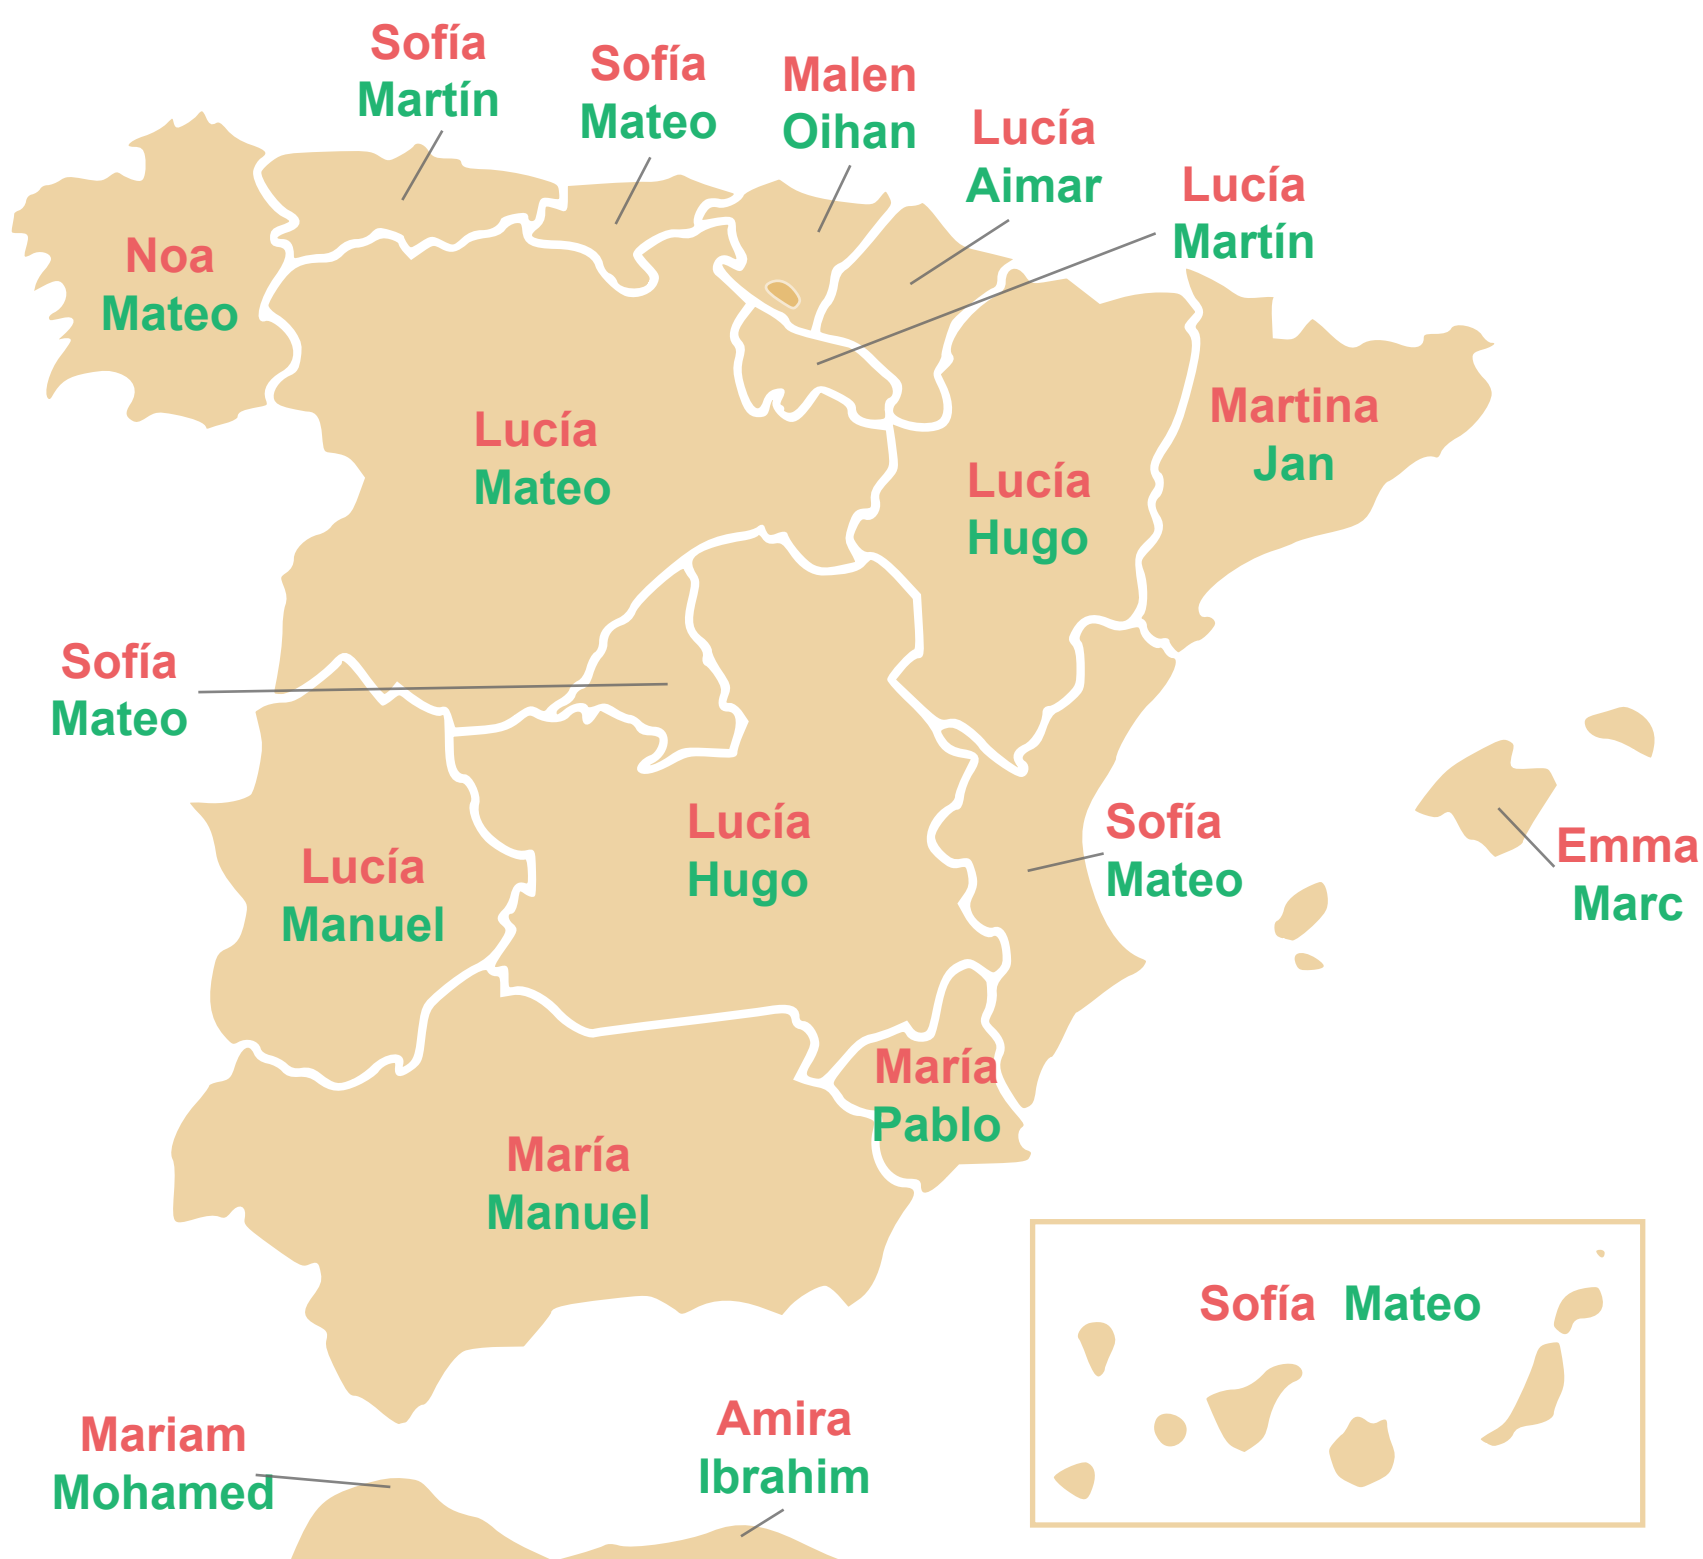 Sofía
Martín
Sofía
Mateo
Malen
Oihan
Lucía
Aimar
Lucía
Martín
Noa
Mateo
Martina
Jan
Lucía
Mateo
Lucía
Hugo
Sofía
Mateo
Lucía
Hugo
Sofía
Mateo
Emma
Marc
Lucía
Manuel
María
Pablo
María
Manuel
Sofía Mateo
Mariam
Mohamed
Amira
Ibrahim